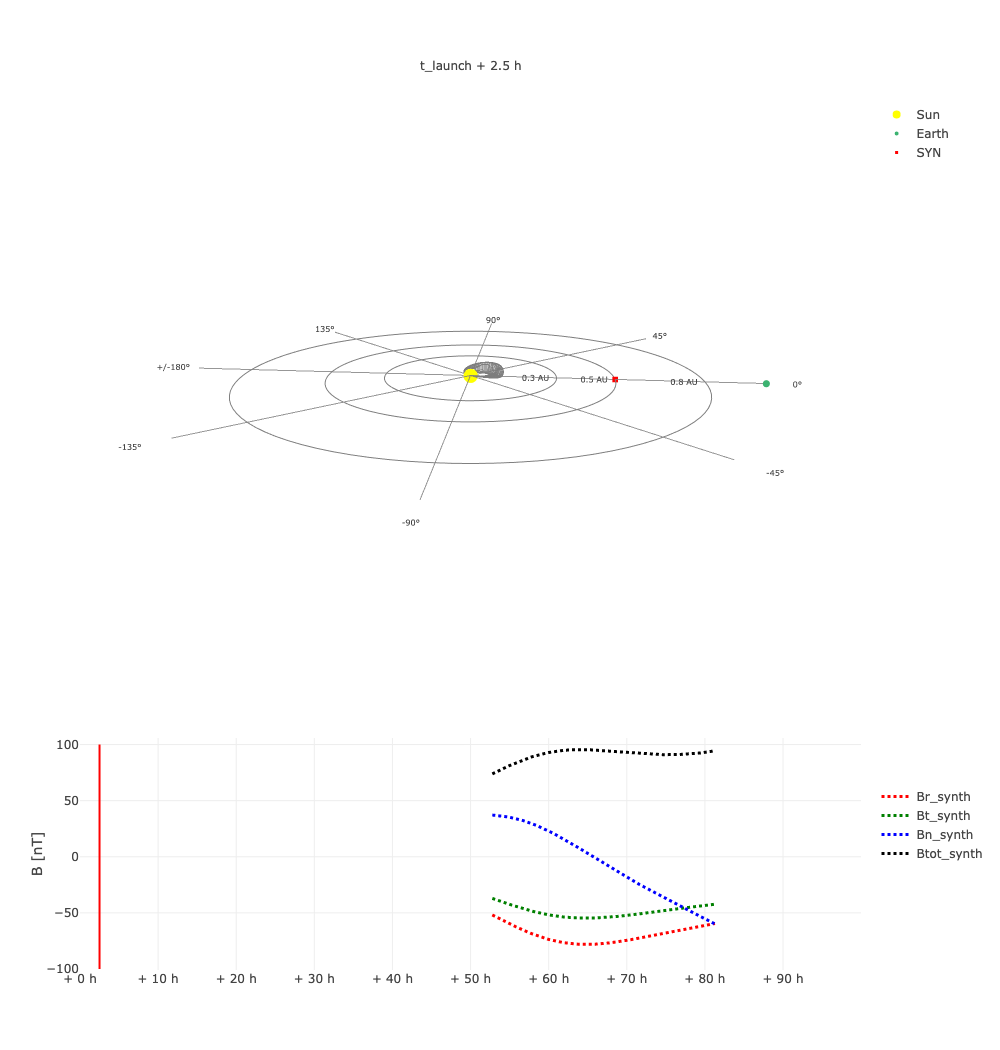 t_launch + 2.5 h
Sun
Earth
SYN
90°
135°
45°
+/-180°
0.3 AU
0.5 AU
0.8 AU
0°
-135°
-45°
-90°
100
50
0
−50
−100
B [nT]
+ 0 h
+ 10 h
+ 20 h
+ 30 h
+ 40 h
+ 50 h
+ 60 h
+ 70 h
+ 80 h
+ 90 h
Br_synth
Bt_synth
Bn_synth
Btot_synth